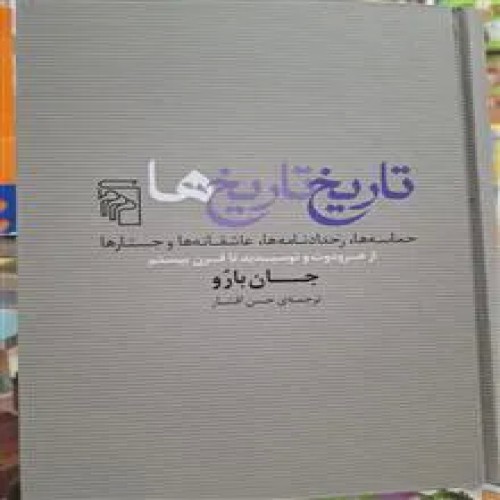 تاریخ تاریخ‌ها
حماسه‌ها، رخدادنامه‌ها، عاشقانه‌ها و جستارها
از هرودوت و توسیدید تا قرن بیستم
جان بارُو
ترجمه‌ی حسن افشار